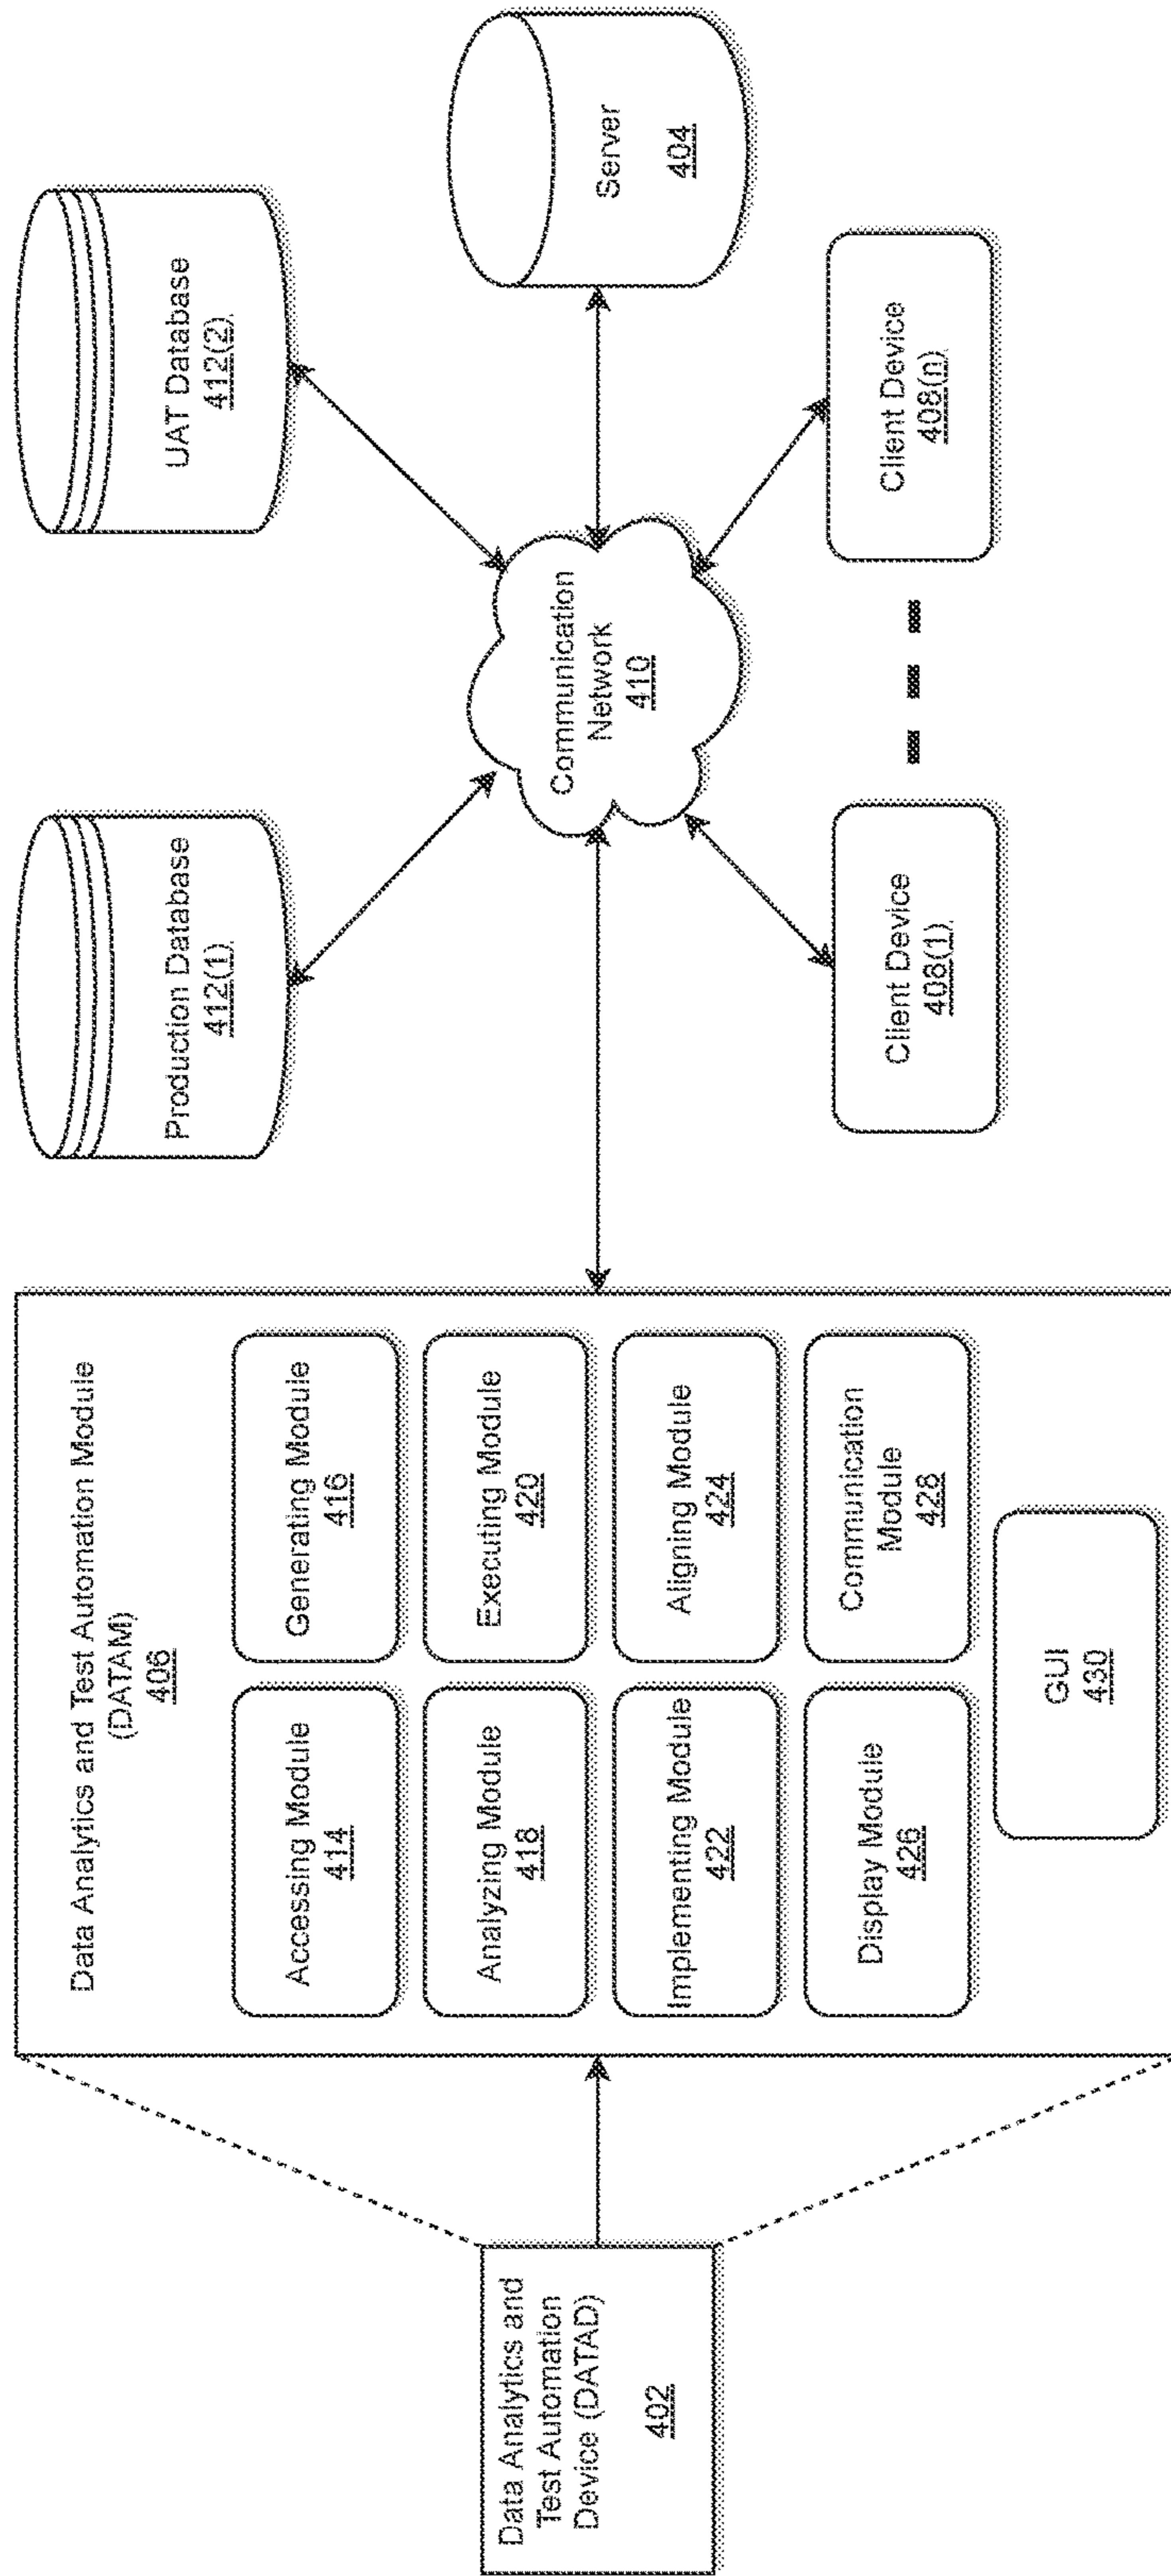 Data Analytics and
Test Automation
Device (DATAD)
402
Data Analytics and Test Automation Module
(DATAM)
406
Accessing Module
414
Generating Module
416
Analyzing Module
418
Executing Module
420
Implementing Module
422
Aligning Module
424
Display Module
426
Communication
Module
428
GUI
430
Production Database
412(1)
UAT Database
412(2)
Communication
Network
410
Server
404
Client Device
408(1)
Client Device
408(n)